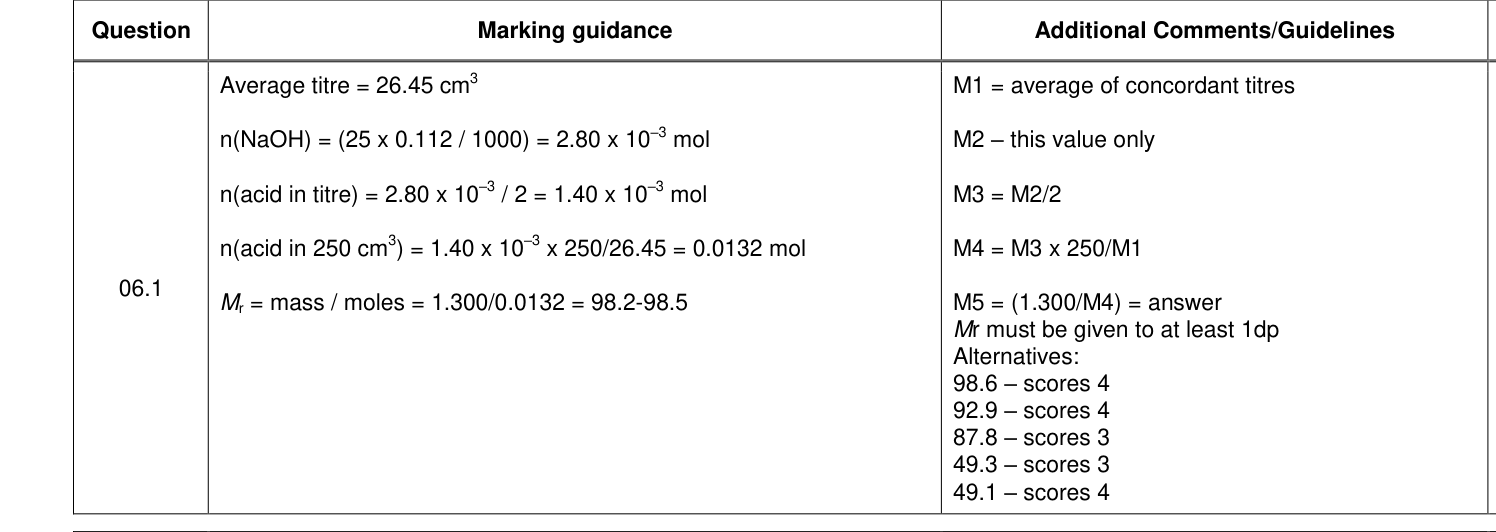 Question Marking guidance Additional Comments/Guidelines
06.1
Average titre = 26.45 cm³
n(NaOH) = (25 x 0.112 / 1000) = 2.80 x 10⁻³ mol
n(acid in titre) = 2.80 x 10⁻³ / 2 = 1.40 x 10⁻³ mol
n(acid in 250 cm³) = 1.40 x 10⁻³ x 250/26.45 = 0.0132 mol
Mᵣ = mass / moles = 1.300/0.0132 = 98.2-98.5
M1 = average of concordant titres
M2 – this value only
M3 = M2/2
M4 = M3 x 250/M1
M5 = (1.300/M4) = answer
Mr must be given to at least 1dp
Alternatives:
98.6 – scores 4
92.9 – scores 4
87.8 – scores 3
49.3 – scores 3
49.1 – scores 4